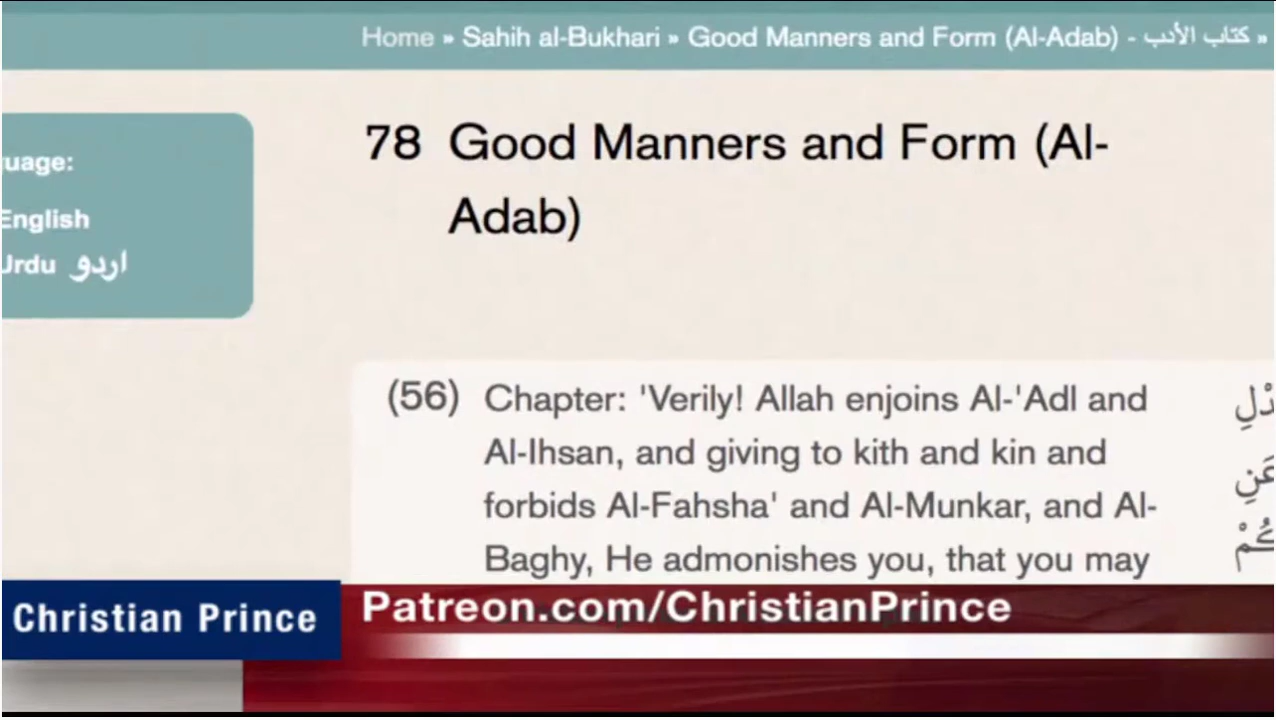 Home » Sahih al-Bukhari » Good Manners and Form (Al-Adab) - كتاب الأدب »
78 Good Manners and Form (Al-
Adab)
uage:
English
Urdu اردو
(56) Chapter: 'Verily! Allah enjoins Al-'Adl and
Al-Ihsan, and giving to kith and kin and
forbids Al-Fahsha' and Al-Munkar, and Al-
Baghy, He admonishes you, that you may
عَنِ
Christian Prince
Patreon.com/ChristianPrince